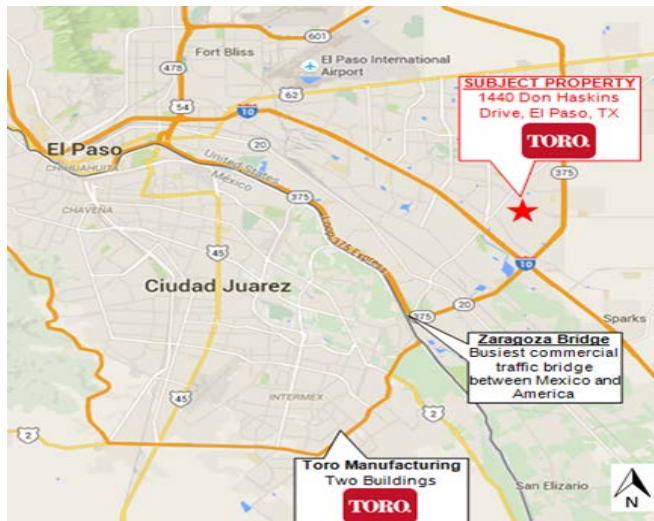 601
Fort Bliss
El Paso International
Airport
478
54
62
10
20
SUBJECT PROPERTY
1440 Don Haskins
Drive, El Paso, TX
TORO.
375
El Paso
CHIHUAHUITA
United States
México
20
CHAVEÑA
375
Loop 375 Express
45
10
Ciudad Juarez
375
20
Sparks
Zaragoza Bridge
Busiest commercial
traffic bridge
between Mexico and
America
45
INTERMEX
2
2
Toro Manufacturing
Two Buildings
TORO.
San Elizario
N